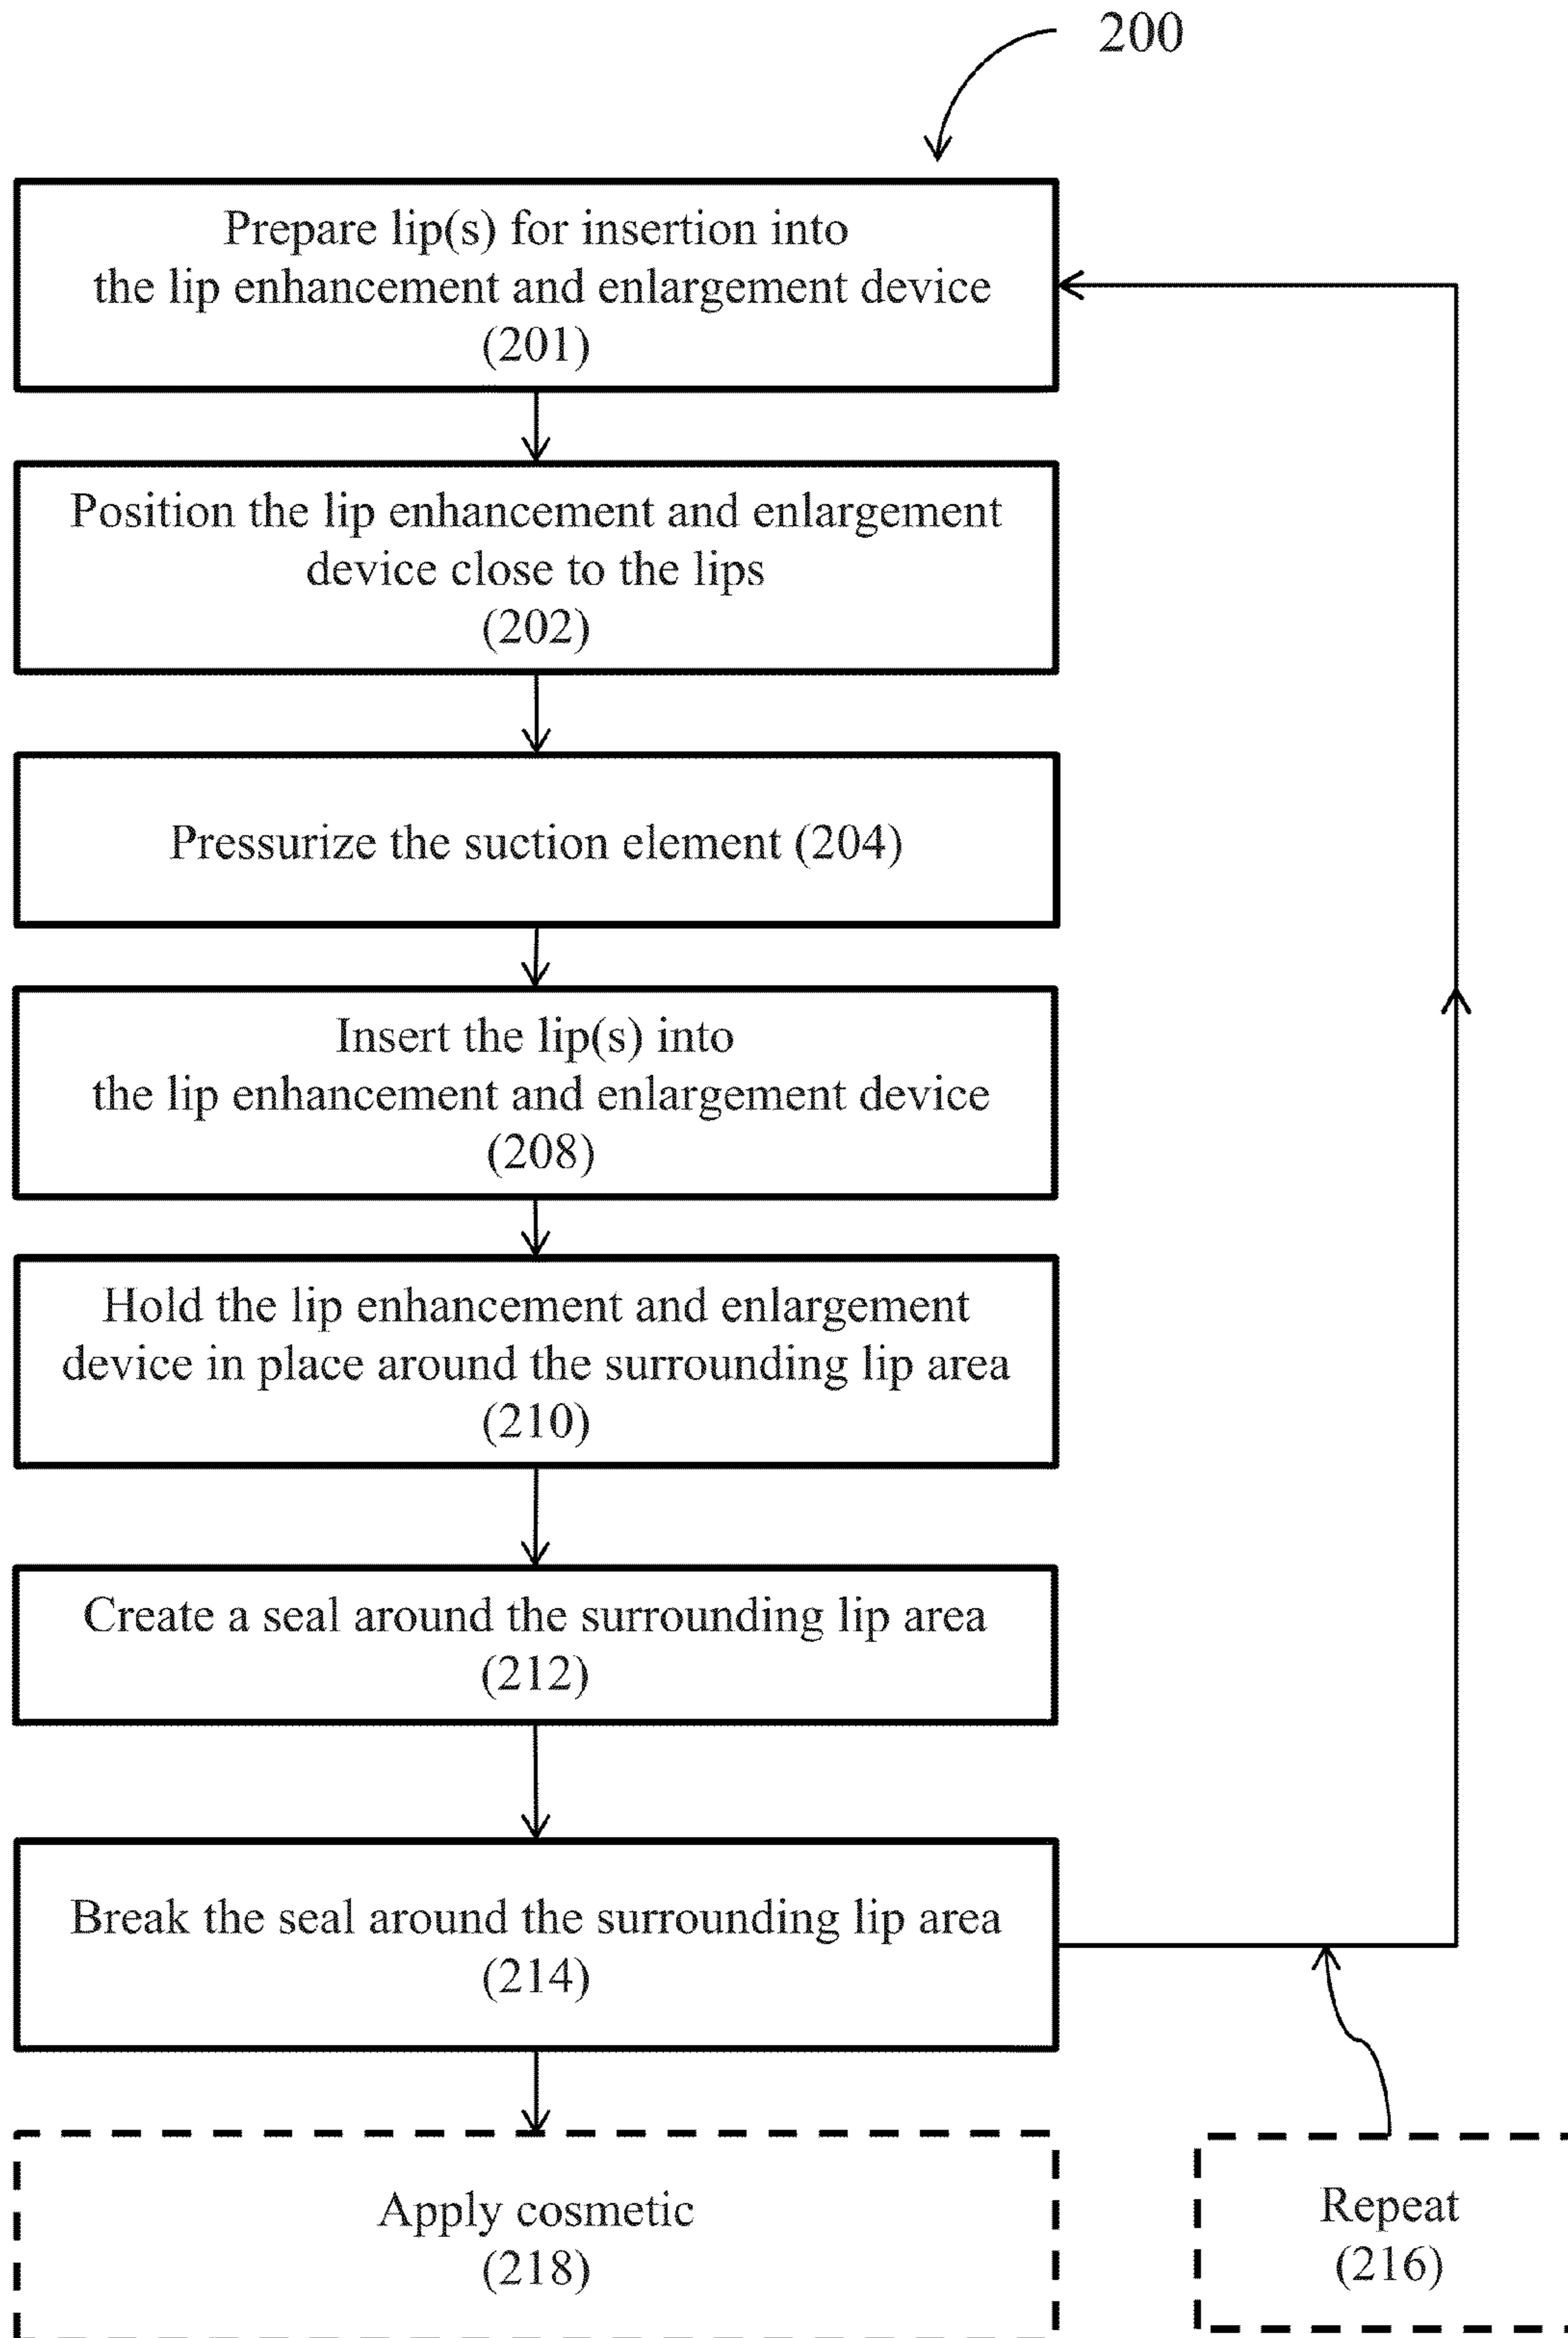 200
Prepare lip(s) for insertion into
the lip enhancement and enlargement device
(201)
Position the lip enhancement and enlargement
device close to the lips
(202)
Pressurize the suction element (204)
Insert the lip(s) into
the lip enhancement and enlargement device
(208)
Hold the lip enhancement and enlargement
device in place around the surrounding lip area
(210)
Create a seal around the surrounding lip area
(212)
Break the seal around the surrounding lip area
(214)
Apply cosmetic
(218)
Repeat
(216)